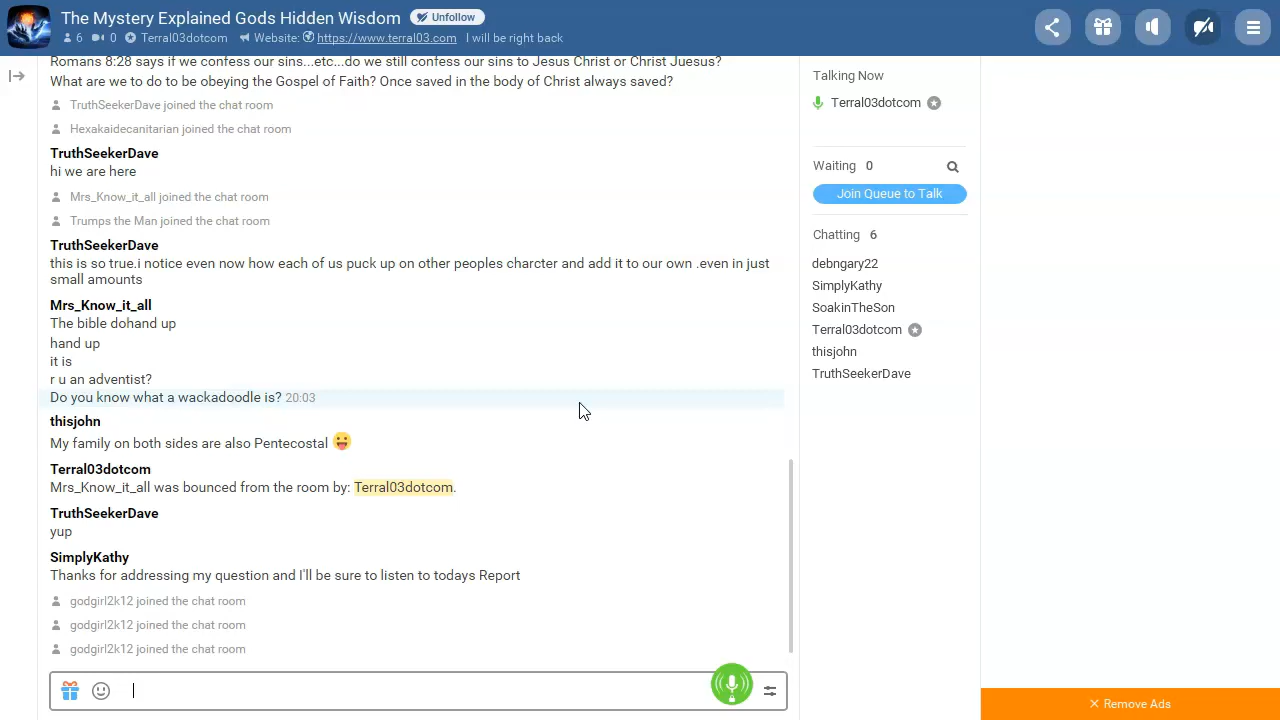 The Mystery Explained Gods Hidden Wisdom
Unfollow
6 0 Terral03dotcom Website: https://www.terral03.com I will be right back
Romans 8:28 says if we confess our sins...etc...do we still confess our sins to Jesus Christ or Christ Juesus?
What are we to do to be obeying the Gospel of Faith? Once saved in the body of Christ always saved?
TruthSeekerDave joined the chat room
Hexakaidecanitarian joined the chat room
TruthSeekerDave
hi we are here
Mrs_Know_it_all joined the chat room
Trumps the Man joined the chat room
TruthSeekerDave
this is so true.i notice even now how each of us puck up on other peoples charcter and add it to our own .even in just
small amounts
Mrs_Know_it_all
The bible dohand up
hand up
it is
r u an adventist?
Do you know what a wackadoodle is? 20:03
thisjohn
My family on both sides are also Pentecostal
Terral03dotcom
Mrs_Know_it_all was bounced from the room by: Terral03dotcom.
TruthSeekerDave
yup
SimplyKathy
Thanks for addressing my question and I'll be sure to listen to todays Report
godgirl2k12 joined the chat room
godgirl2k12 joined the chat room
godgirl2k12 joined the chat room
Talking Now
Terral03dotcom
Waiting 0
Join Queue to Talk
Chatting 6
debngary22
SimplyKathy
SoakinTheSon
Terral03dotcom
thisjohn
TruthSeekerDave
Remove Ads